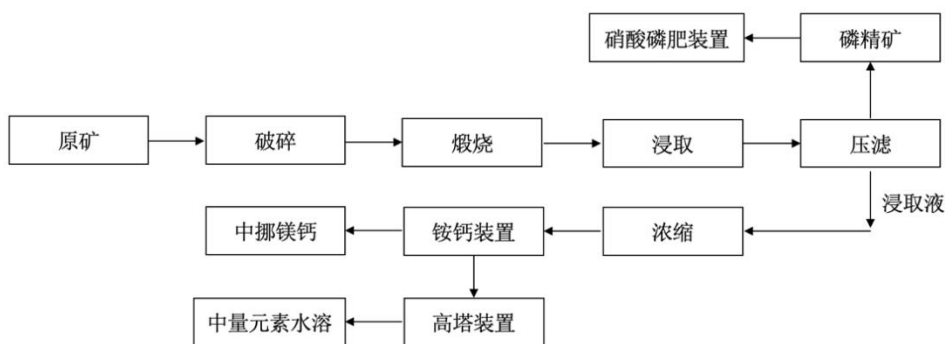 硝酸磷肥装置
磷精矿
原矿
破碎
煅烧
浸取
压滤
浸取液
中挪镁钙
铵钙装置
浓缩
中量元素水溶
高塔装置